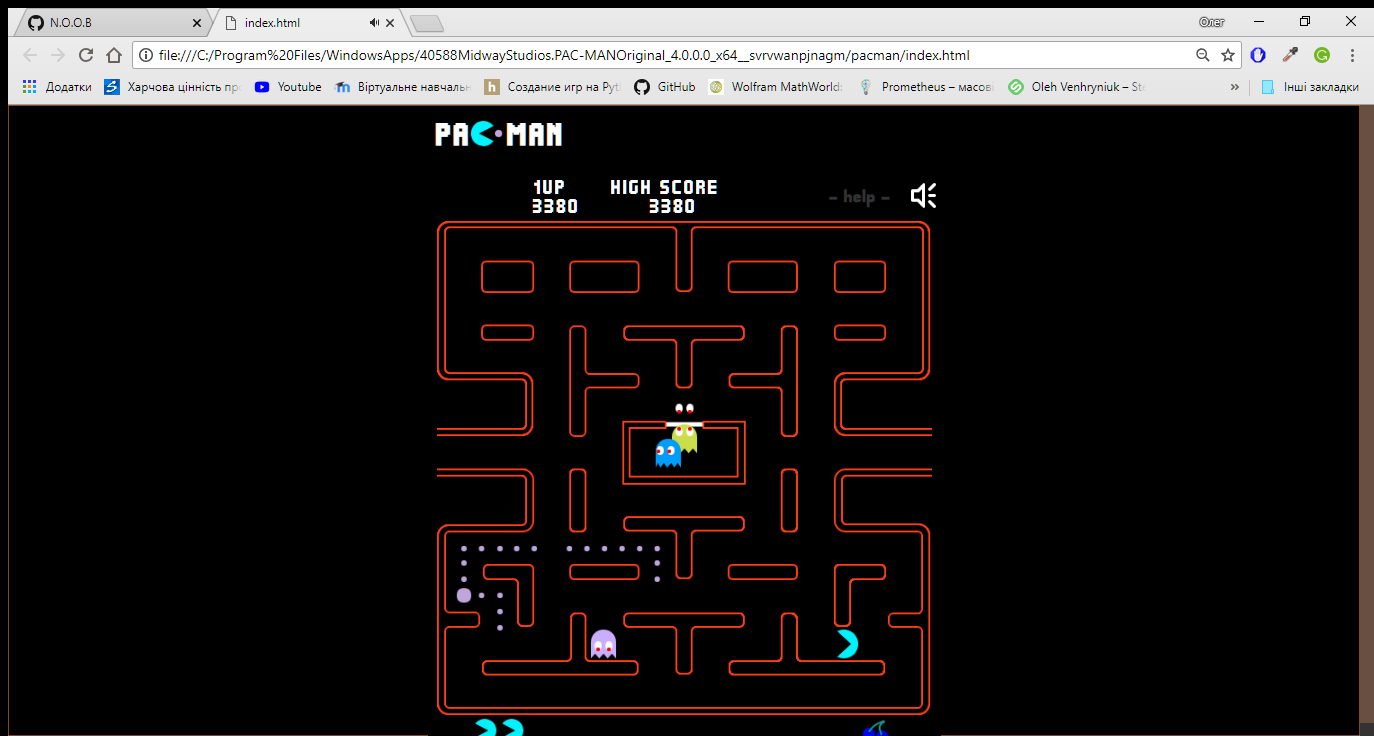 N.O.O.B
index.html
Олег
file:///C:/Program%20Files/WindowsApps/40588MidwayStudios.PAC-MANOriginal_4.0.0.0_x64__svrvwanpjnagm/pacman/index.html
Додатки
Харчова цінність пр
Youtube
Віртуальне навчаль
Создание игр на Pyt
GitHub
Wolfram MathWorld:
Prometheus – масові
Oleh Venhryniuk – St
»
Інші закладки
PAC-MAN
1UP HIGH SCORE
3380 3380
- help -